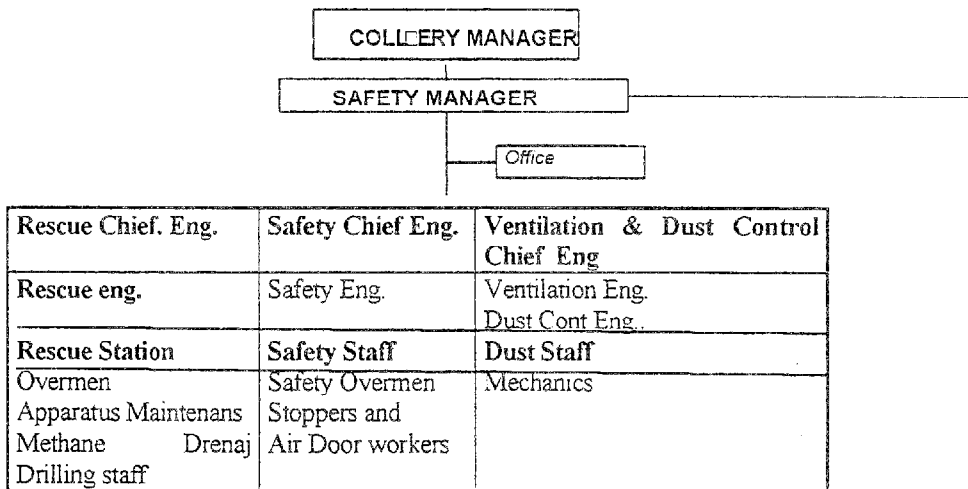 COLL□ERY MANAGER
SAFETY MANAGER
Office
Rescue Chief. Eng.
Safety Chief Eng.
Ventilation & Dust Control
Chief Eng
Rescue eng.
Safety Eng.
Ventilation Eng.
Dust Cont Eng..
Rescue Station
Safety Staff
Dust Staff
Overmen
Apparatus Maintenans
Methane Drenaj
Drilling staff
Safety Overmen
Stoppers and
Air Door workers
Mechanics